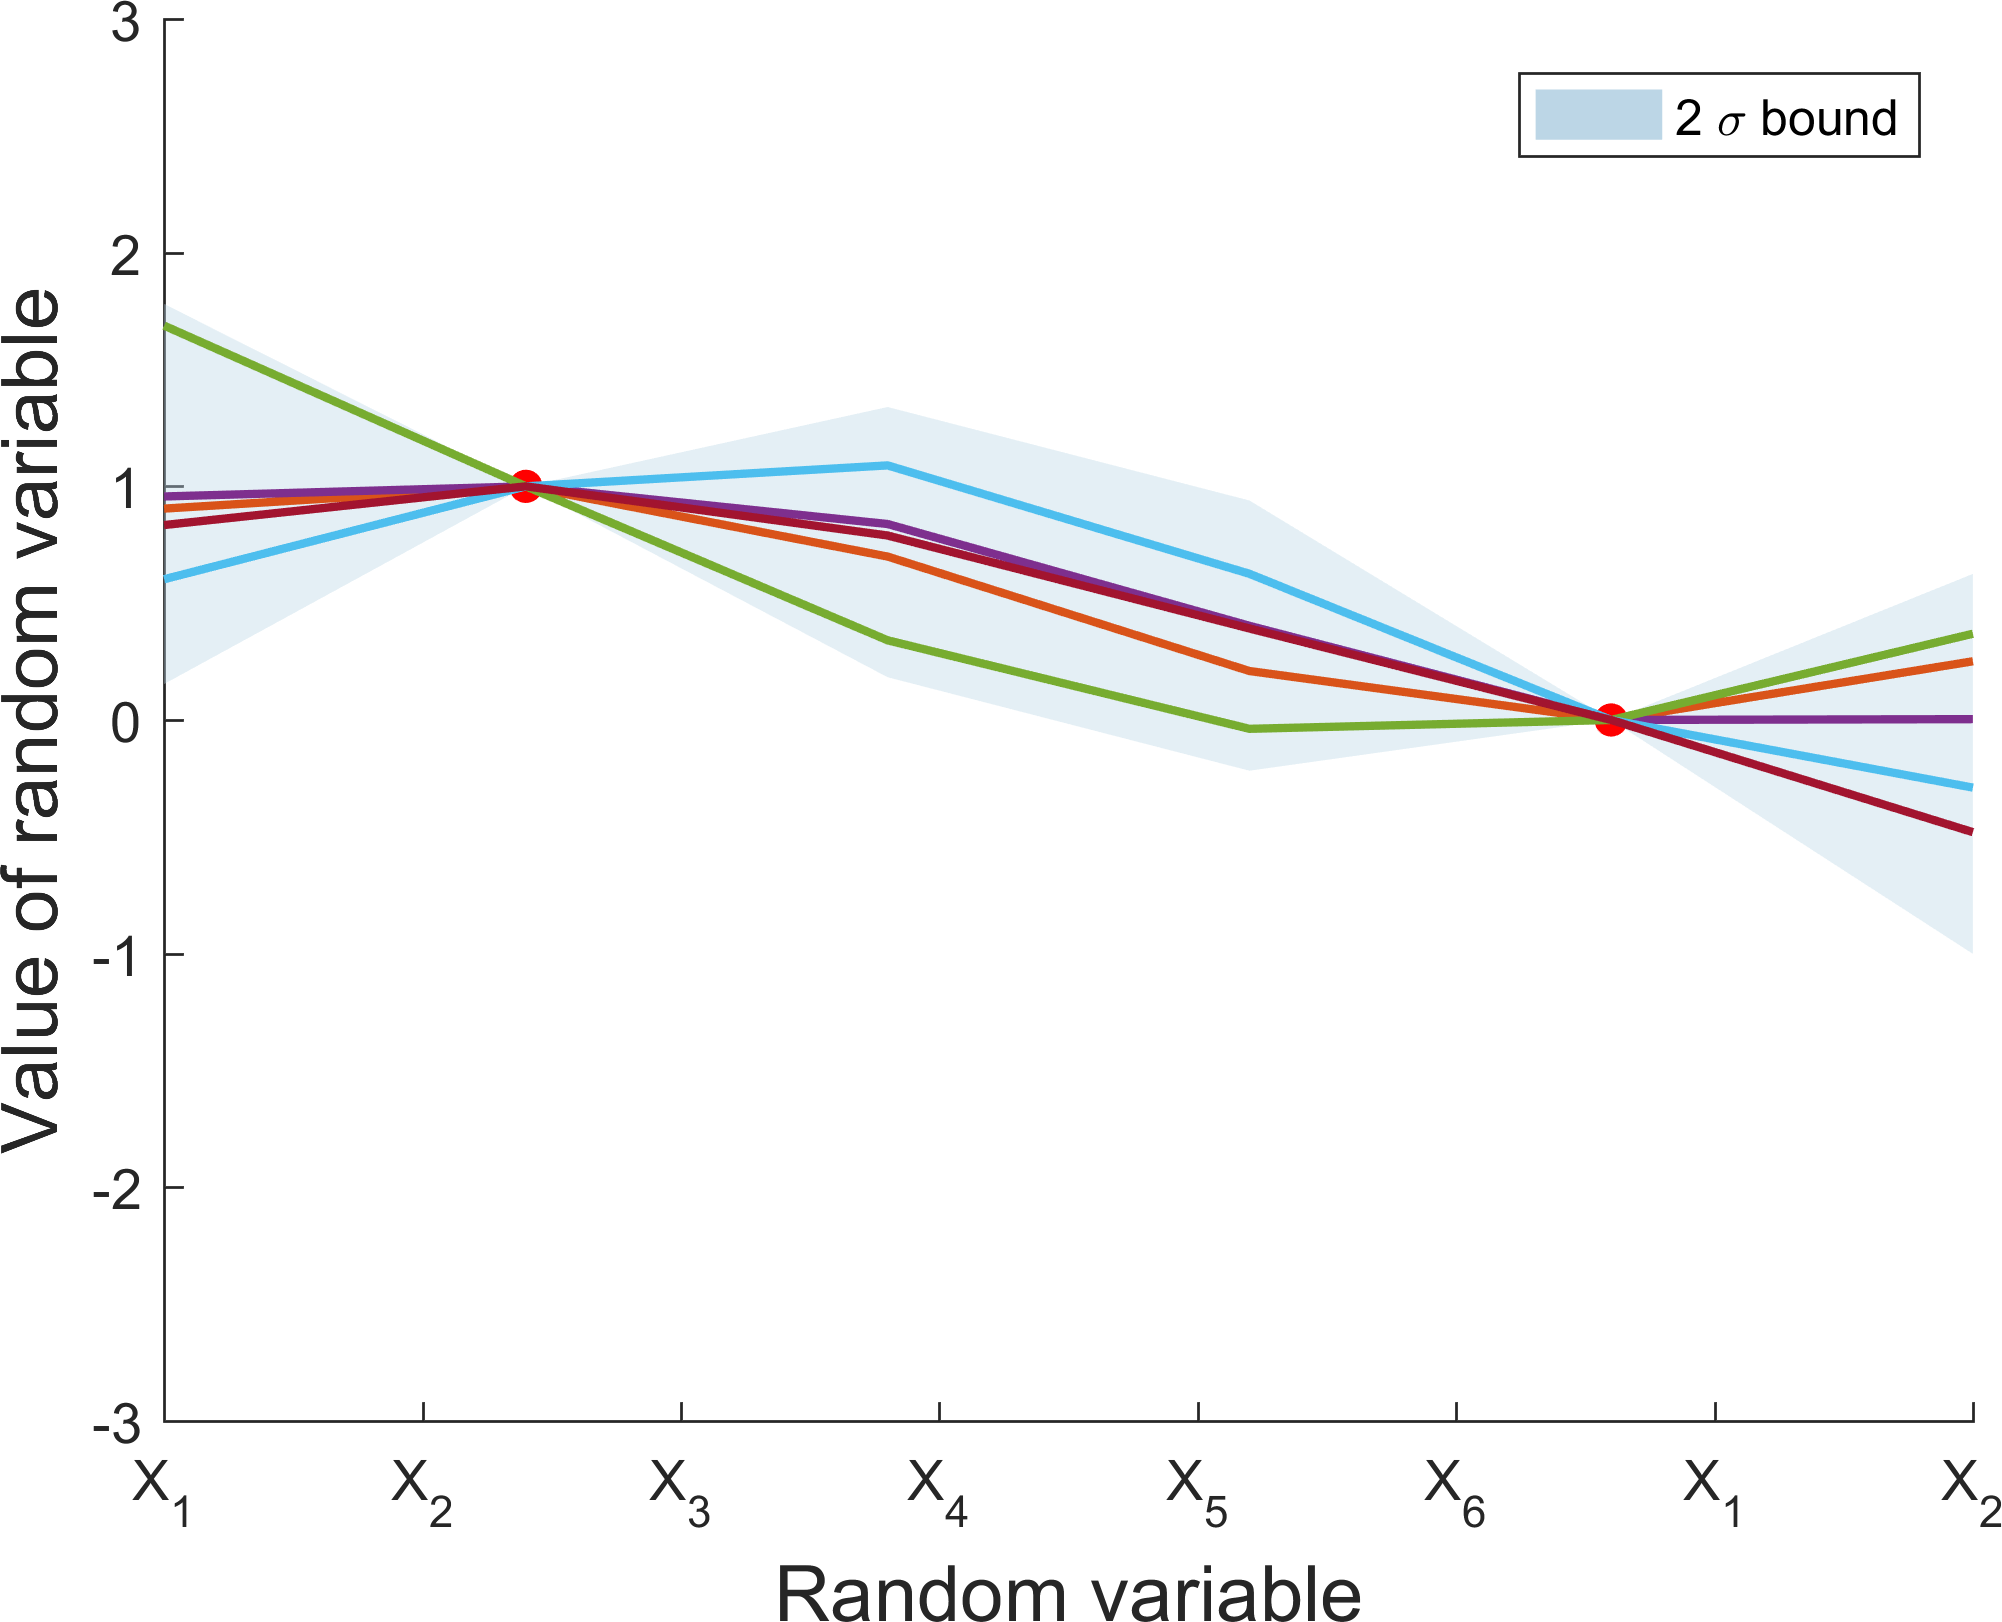 3
2 σ bound
2
1
0
-1
-2
-3
Value of random variable
X₁ X₂ X₃ X₄ X₅ X₆ X₁ X₂
Random variable